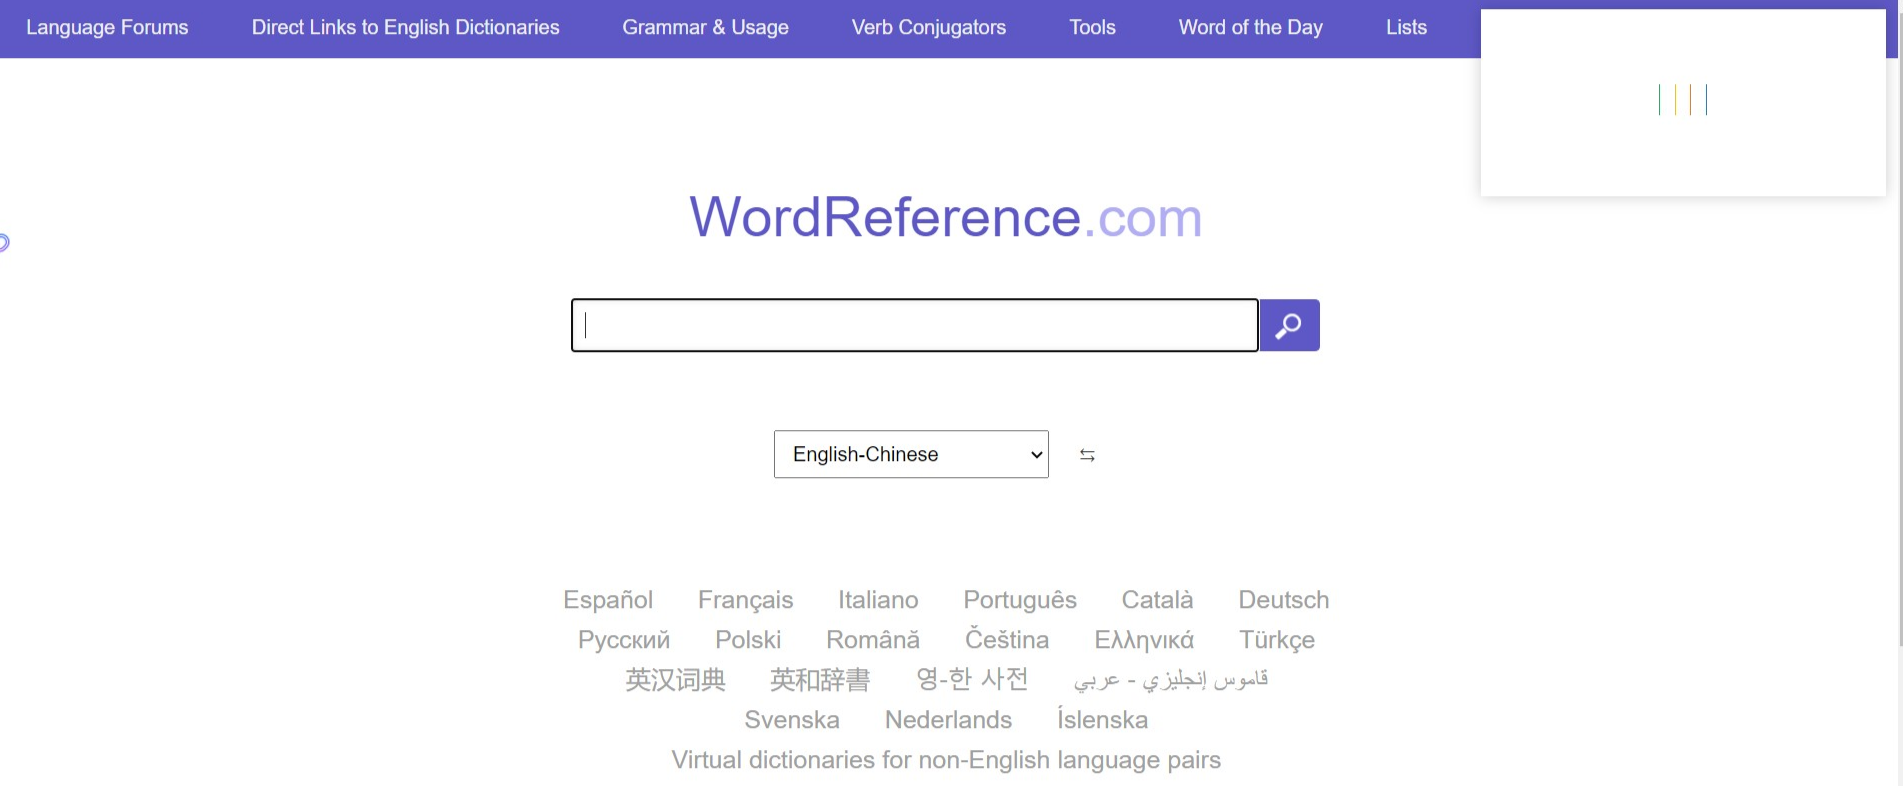 Language Forums Direct Links to English Dictionaries Grammar & Usage Verb Conjugators Tools Word of the Day Lists
WordReference.com
English-Chinese
Español Français Italiano Português Català Deutsch
Русский Polski Română Čeština Ελληνικά Türkçe
英汉词典 英和辞書 영-한 사전 قاموس إنجليزي - عربي
Svenska Nederlands Íslenska
Virtual dictionaries for non-English language pairs